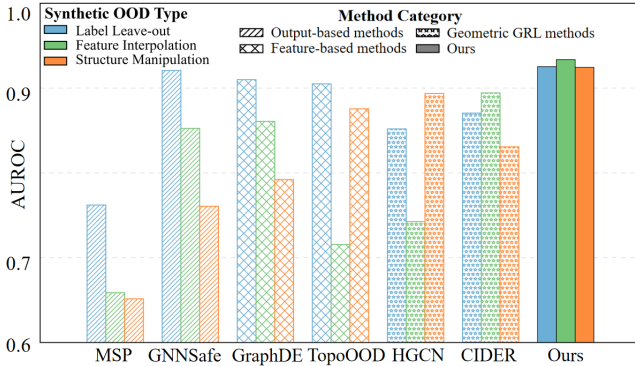 1.0
0.9
0.7
0.6
AUROC
Synthetic OOD Type
Label Leave-out
Feature Interpolation
Structure Manipulation
Method Category
Output-based methods
Feature-based methods
Geometric GRL methods
Ours
MSP GNNSafe GraphDE TopoOOD HGCN CIDER Ours